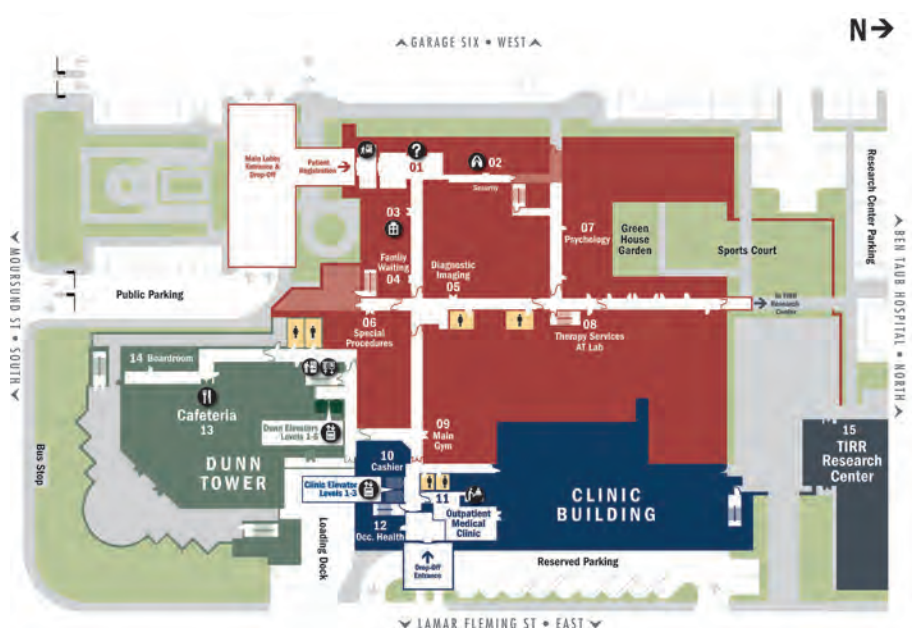 GARAGE SIX • WEST
N
Main Lobby
Entrance &
Drop-Off
Patient
Registration
?
01
02
Security
03
Family
Waiting
04
Diagnostic
Imaging
05
06
Special
Procedures
07
Psychology
Green
House
Garden
Sports Court
08
Therapy Services
AT Lab
To TIRR
Research
Center
Research Center Parking
BEN TAUB HOSPITAL • NORTH
MOURSUND ST • SOUTH
Public Parking
14 Boardroom
Cafeteria
13
Dunn Elevators
Levels 1-6
DUNN
TOWER
Bus Stop
09
Main
Gym
10
Cashier
Clinic Elevator
Levels 1-3
11
Outpatient
Medical
Clinic
12
Occ. Health
CLINIC
BUILDING
15
TIRR
Research
Center
Loading Dock
Drop-Off
Entrance
Reserved Parking
LAMAR FLEMING ST • EAST